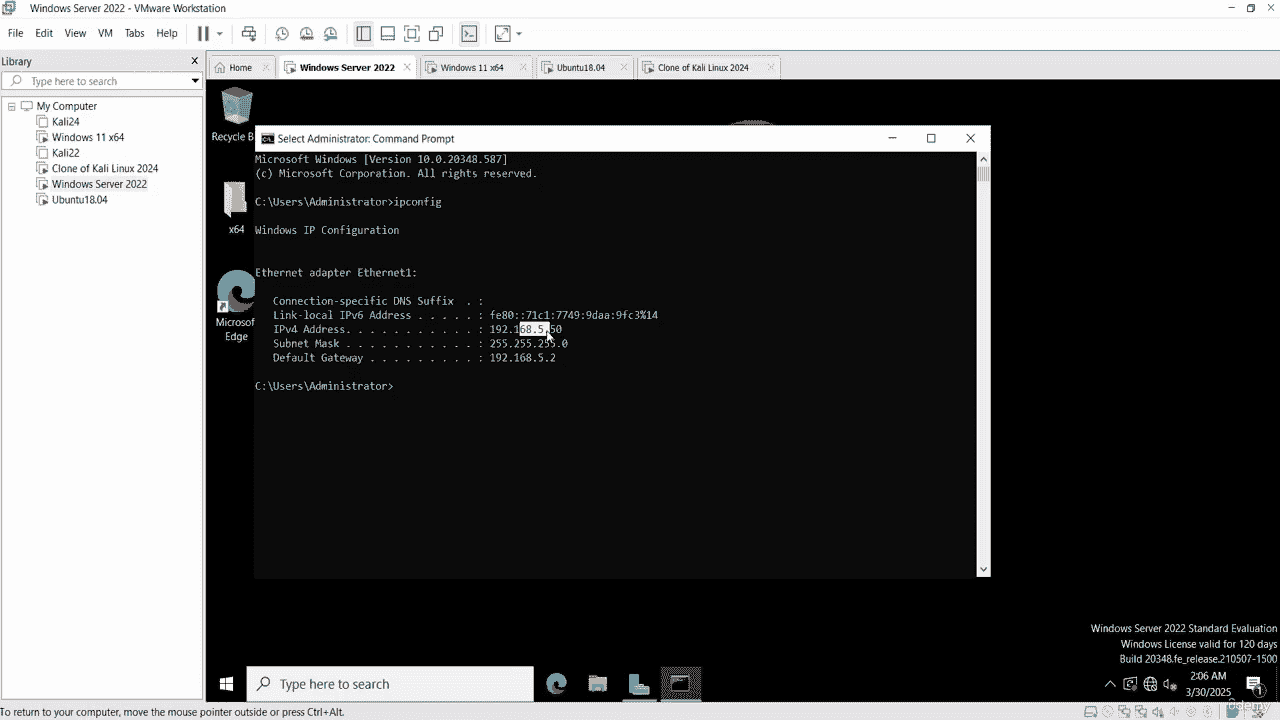 Windows Server 2022 - VMware Workstation
File Edit View VM Tabs Help
Library
Type here to search
My Computer
Kali24
Windows 11 x64
Kali22
Clone of Kali Linux 2024
Windows Server 2022
Ubuntu18.04
Home
Windows Server 2022
Windows 11 x64
Ubuntu18.04
Clone of Kali Linux 2024
Recycle B
x64
Microsof
Edge
Select Administrator: Command Prompt
Microsoft Windows [Version 10.0.20348.587]
(c) Microsoft Corporation. All rights reserved.
C:\Users\Administrator>ipconfig
Windows IP Configuration
Ethernet adapter Ethernet1:
Connection-specific DNS Suffix . :
Link-local IPv6 Address . . . . . : fe80::71c1:7749:9daa:9fc3%14
IPv4 Address. . . . . . . . . . . : 192.168.5.50
Subnet Mask . . . . . . . . . . . : 255.255.255.0
Default Gateway . . . . . . . . . : 192.168.5.2
C:\Users\Administrator>
Windows Server 2022 Standard Evaluation
Windows License valid for 120 days
Build 20348.fe_release.210507-1500
Type here to search
2:06 AM
3/30/2025
1
To return to your computer, move the mouse pointer outside or press Ctrl+Alt.
udemy